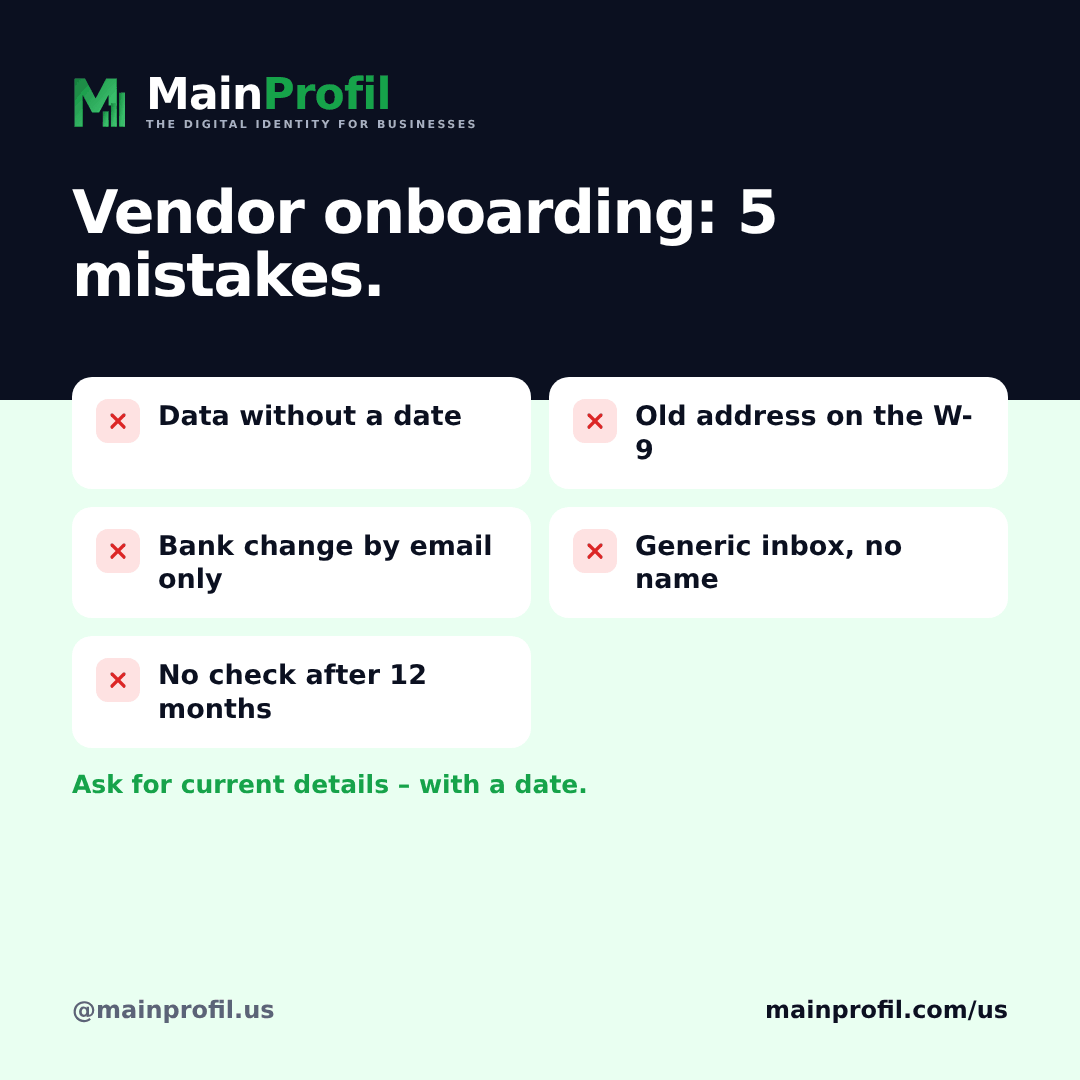 MainProfil
THE DIGITAL IDENTITY FOR BUSINESSES
Vendor onboarding: 5
mistakes.
Data without a date
Old address on the W-
9
Bank change by email
only
Generic inbox, no
name
No check after 12
months
Ask for current details – with a date.
@mainprofil.us
mainprofil.com/us